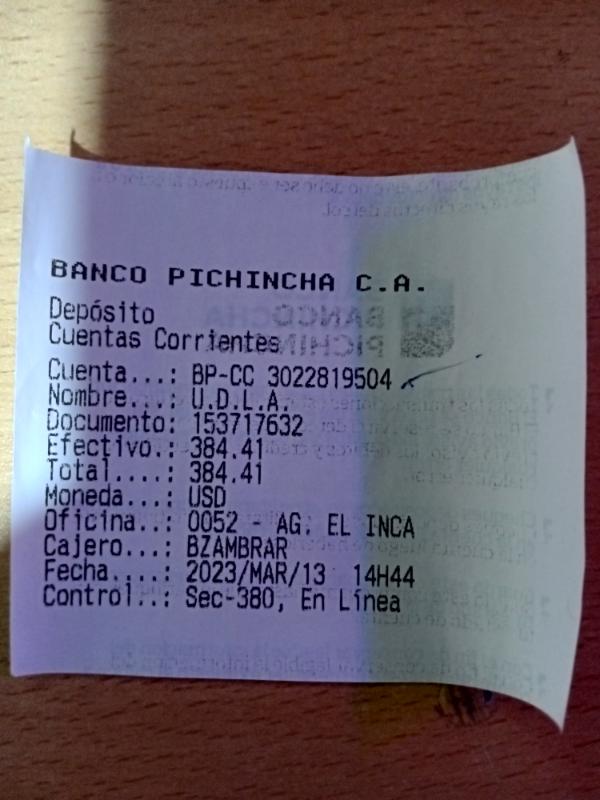 BANCO PICHINCHA C.A.
Depósito
Cuentas Corrientes
Cuenta...: BP-CC 3022819504
Nombre...: U.D.L.A.
Documento: 153717632
Efectivo.: 384.41
Total....: 384.41
Moneda...: USD
Oficina..: 0052 - AG. EL INCA
Cajero...: BZAMBRAR
Fecha....: 2023/MAR/13  14H44
Control..: Sec-380, En Línea